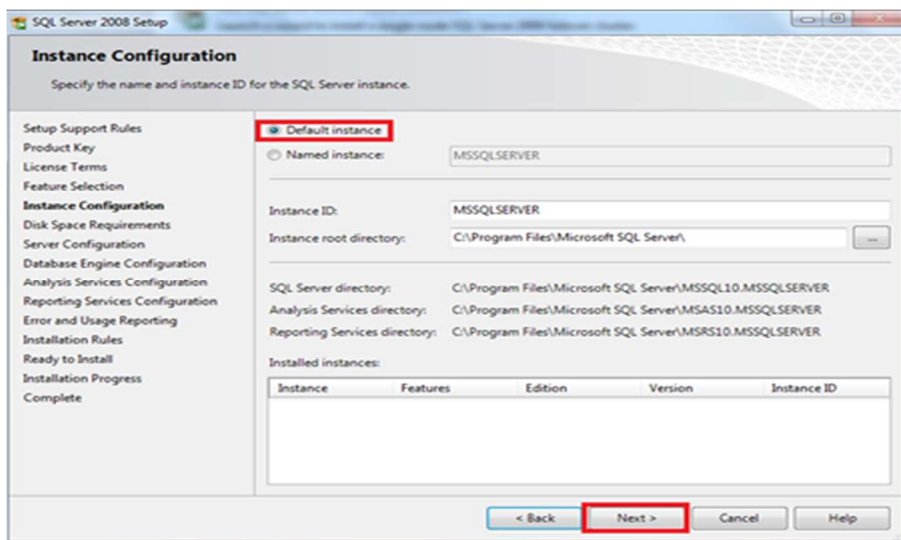 SQL Server 2008 Setup
Instance Configuration
Specify the name and instance ID for the SQL Server instance.
Setup Support Rules
Product Key
License Terms
Feature Selection
Instance Configuration
Disk Space Requirements
Server Configuration
Database Engine Configuration
Analysis Services Configuration
Reporting Services Configuration
Error and Usage Reporting
Installation Rules
Ready to Install
Installation Progress
Complete
Default instance
Named instance: MSSQLSERVER
Instance ID: MSSQLSERVER
Instance root directory: C:\Program Files\Microsoft SQL Server\ ...
SQL Server directory: C:\Program Files\Microsoft SQL Server\MSSQL10.MSSQLSERVER
Analysis Services directory: C:\Program Files\Microsoft SQL Server\MSAS10.MSSQLSERVER
Reporting Services directory: C:\Program Files\Microsoft SQL Server\MSRS10.MSSQLSERVER
Installed instances:
Instance Features Edition Version Instance ID
< Back Next > Cancel Help